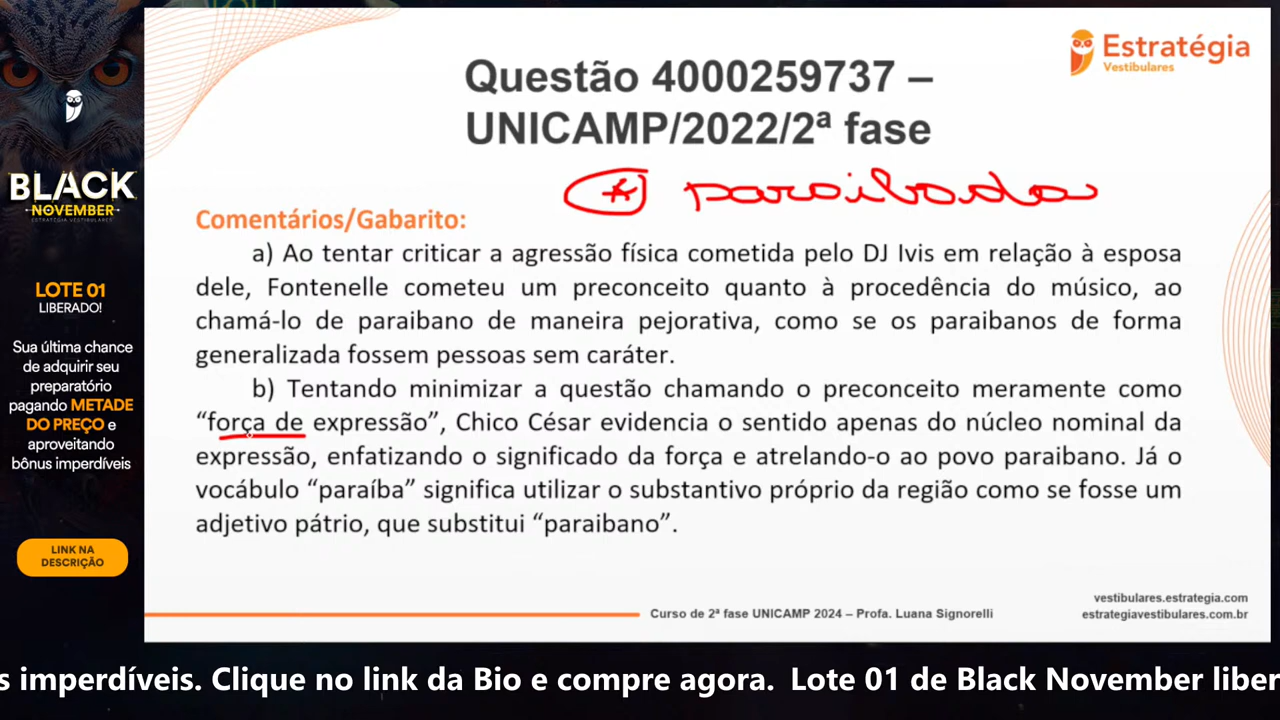 BLACK
NOVEMBER
ESTRATÉGIA VESTIBULARES
LOTE 01
LIBERADO!
Sua última chance
de adquirir seu
preparatório
pagando METADE
DO PREÇO e
aproveitando
bônus imperdíveis
LINK NA
DESCRIÇÃO
Estratégia
Vestibulares
Questão 4000259737 –
UNICAMP/2022/2ª fase
* paraibada
Comentários/Gabarito:
a) Ao tentar criticar a agressão física cometida pelo DJ Ivis em relação à esposa
dele, Fontenelle cometeu um preconceito quanto à procedência do músico, ao
chamá-lo de paraibano de maneira pejorativa, como se os paraibanos de forma
generalizada fossem pessoas sem caráter.
b) Tentando minimizar a questão chamando o preconceito meramente como
“força de expressão”, Chico César evidencia o sentido apenas do núcleo nominal da
expressão, enfatizando o significado da força e atrelando-o ao povo paraibano. Já o
vocábulo “paraíba” significa utilizar o substantivo próprio da região como se fosse um
adjetivo pátrio, que substitui “paraibano”.
Curso de 2ª fase UNICAMP 2024 – Profa. Luana Signorelli
vestibulares.estrategia.com
estrategiavestibulares.com.br
s imperdíveis. Clique no link da Bio e compre agora. Lote 01 de Black November liber